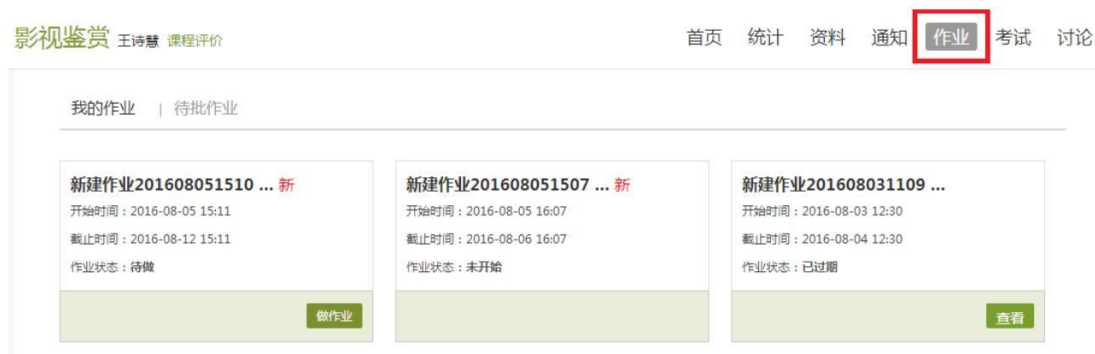 影视鉴赏 王诗慧 课程评价 首页 统计 资料 通知 作业 考试 讨论
我的作业 | 待批作业
新建作业201608051510 ... 新
开始时间：2016-08-05 15:11
截止时间：2016-08-12 15:11
作业状态：待做
做作业
新建作业201608051507 ... 新
开始时间：2016-08-05 16:07
截止时间：2016-08-06 16:07
作业状态：未开始
新建作业201608031109 ...
开始时间：2016-08-03 12:30
截止时间：2016-08-04 12:30
作业状态：已过期
查看